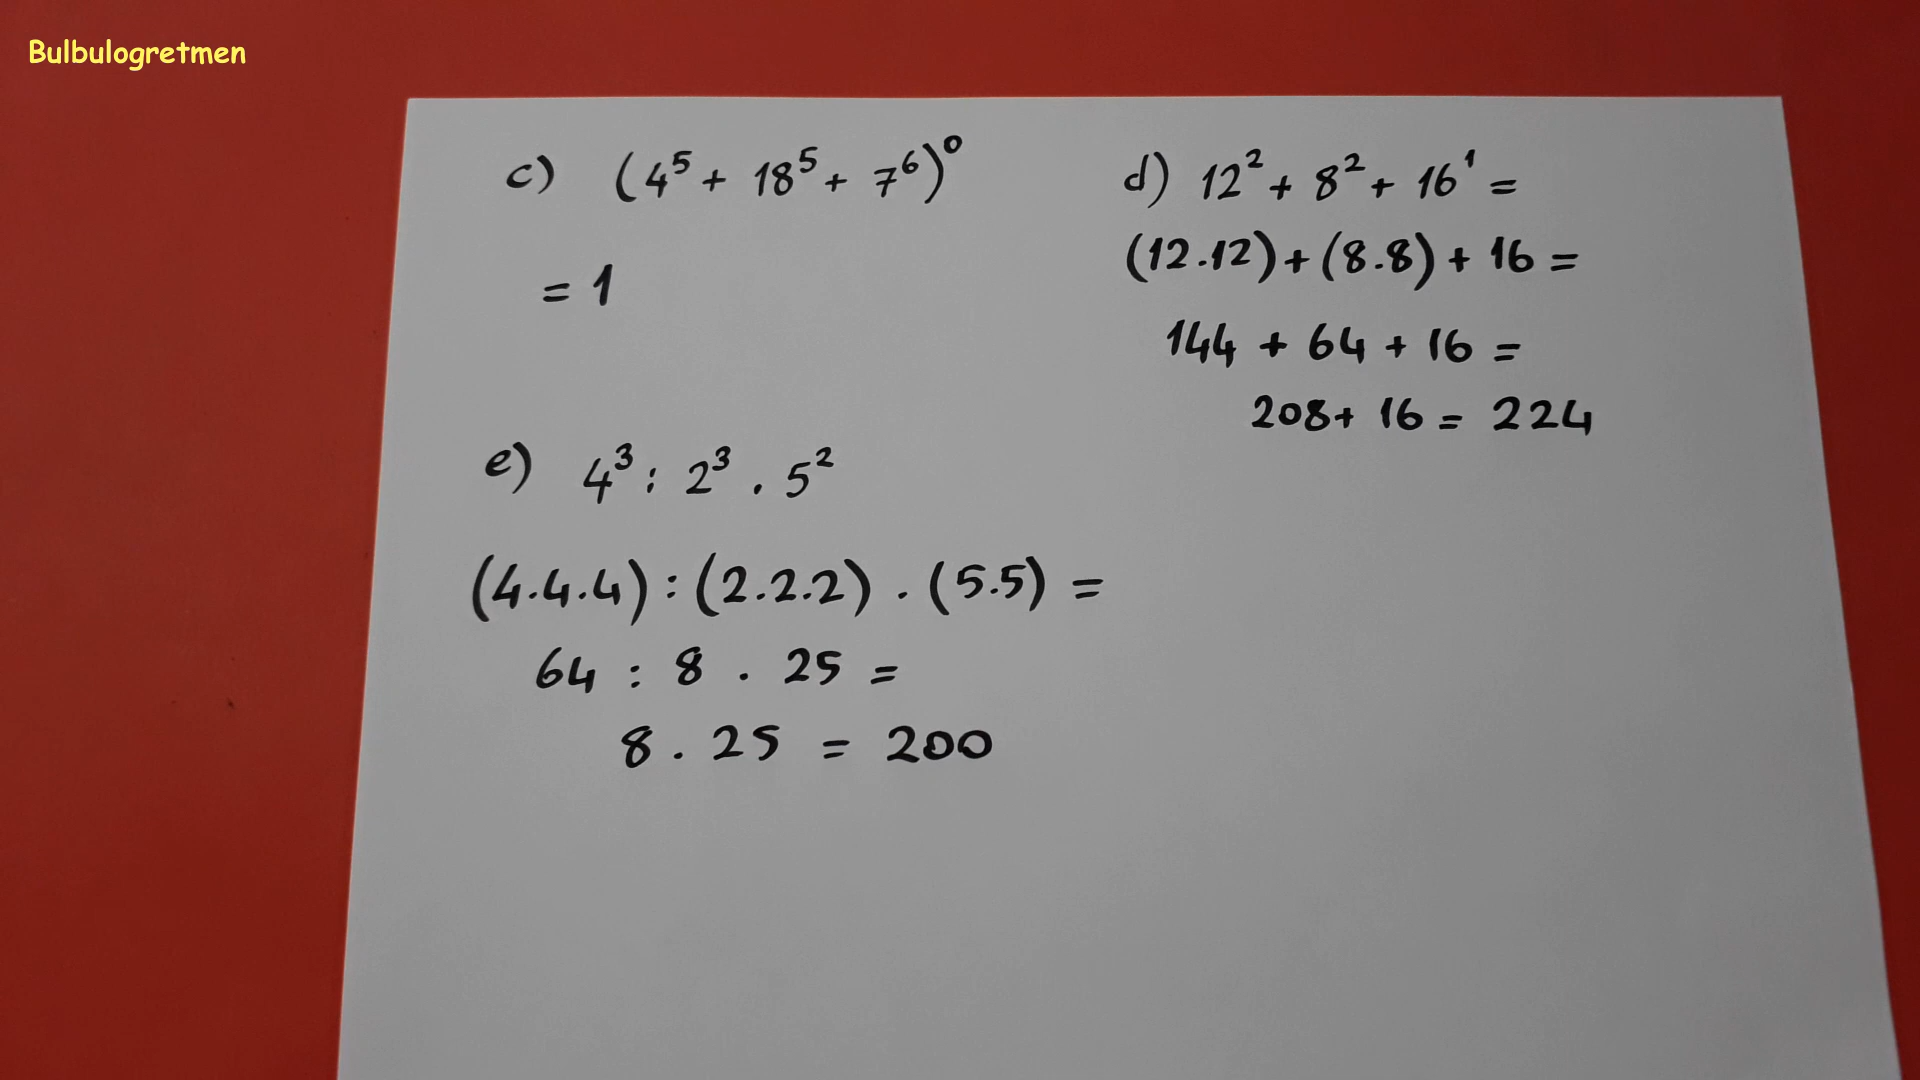 Bulbulogretmen
c) (4⁵ + 18⁵ + 7⁶)⁰
= 1
d) 12² + 8² + 16¹ =
(12.12) + (8.8) + 16 =
144 + 64 + 16 =
208 + 16 = 224
e) 4³ : 2³ . 5²
(4.4.4) : (2.2.2) . (5.5) =
64 : 8 . 25 =
8 . 25 = 200